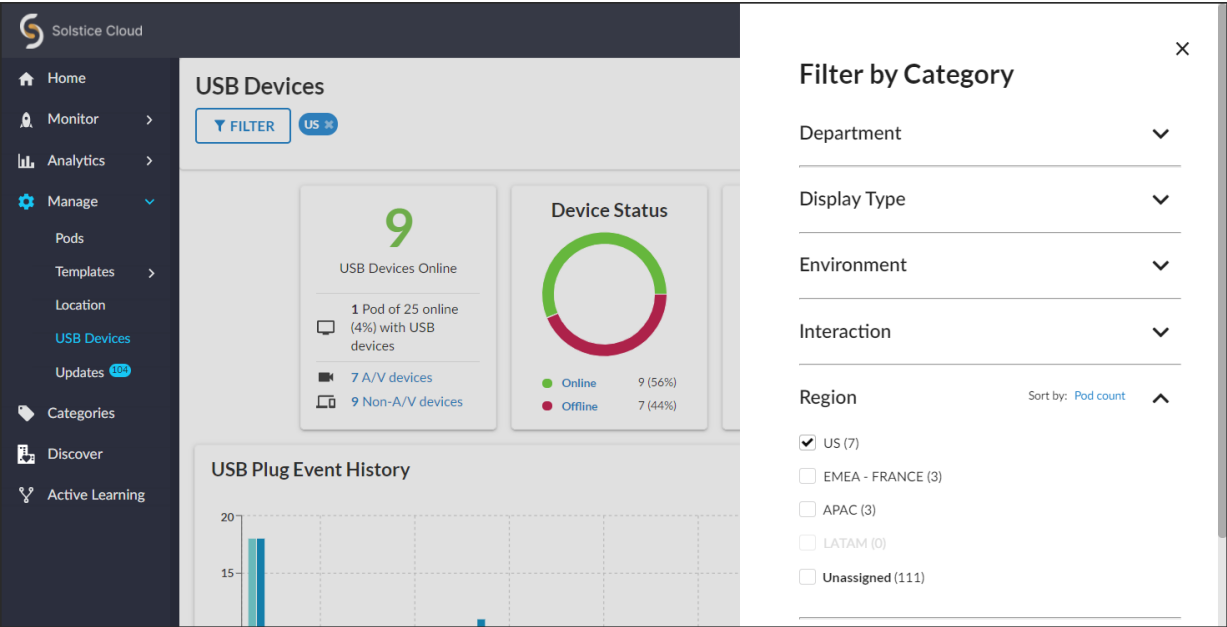 Solstice Cloud
Home
Monitor
Analytics
Manage
Pods
Templates
Location
USB Devices
Updates 104
Categories
Discover
Active Learning
USB Devices
FILTER
US
9
USB Devices Online
1 Pod of 25 online
(4%) with USB
devices
7 A/V devices
9 Non-A/V devices
Device Status
Online 9 (56%)
Offline 7 (44%)
USB Plug Event History
20
15
Filter by Category
Department
Display Type
Environment
Interaction
Region Sort by: Pod count
US (7)
EMEA - FRANCE (3)
APAC (3)
LATAM (0)
Unassigned (111)